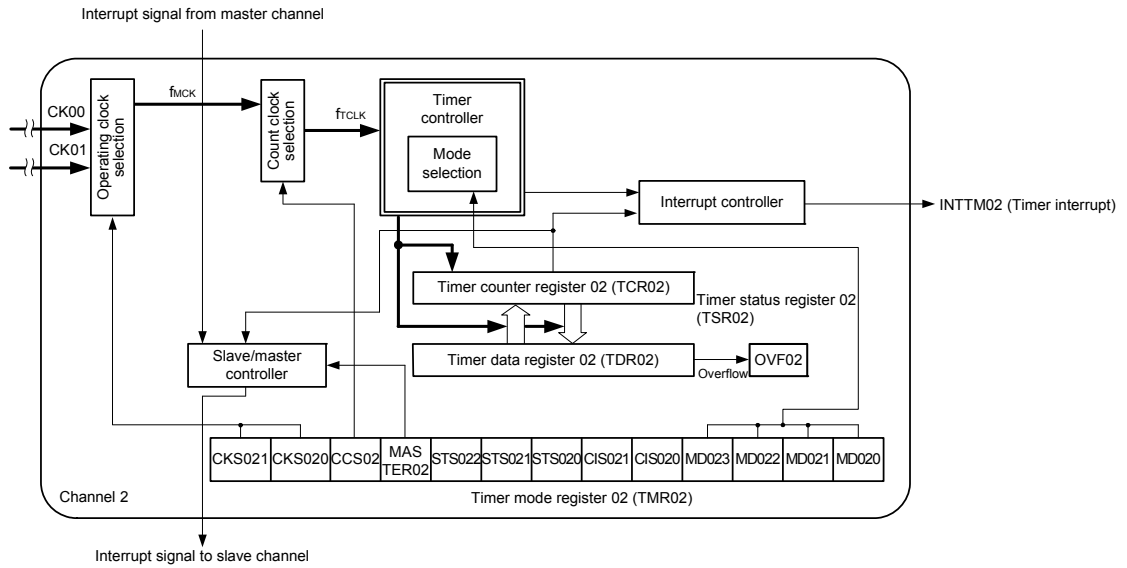 Interrupt signal from master channel
CK00
CK01
Operating clock
selection
fMCK
Count clock
selection
fTCLK
Timer
controller
Mode
selection
Interrupt controller
INTTM02 (Timer interrupt)
Timer counter register 02 (TCR02)
Timer status register 02
(TSR02)
Slave/master
controller
Timer data register 02 (TDR02)
Overflow
OVF02
CKS021 CKS020 CCS02 MAS
TER02 STS022 STS021 STS020 CIS021 CIS020 MD023 MD022 MD021 MD020
Channel 2
Timer mode register 02 (TMR02)
Interrupt signal to slave channel